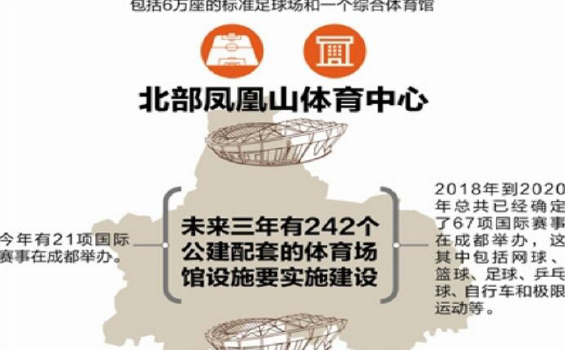 包括6万座的标准足球场和一个综合体育馆
北部凤凰山体育中心
今年有21项国际
赛事在成都举办。
未来三年有242个
公建配套的体育场
馆设施要实施建设
2018年到2020
年总共已经确定
了67项国际赛事
在成都举办，这
其中包括网球、
篮球、足球、乒乓
球、自行车和极限
运动等。